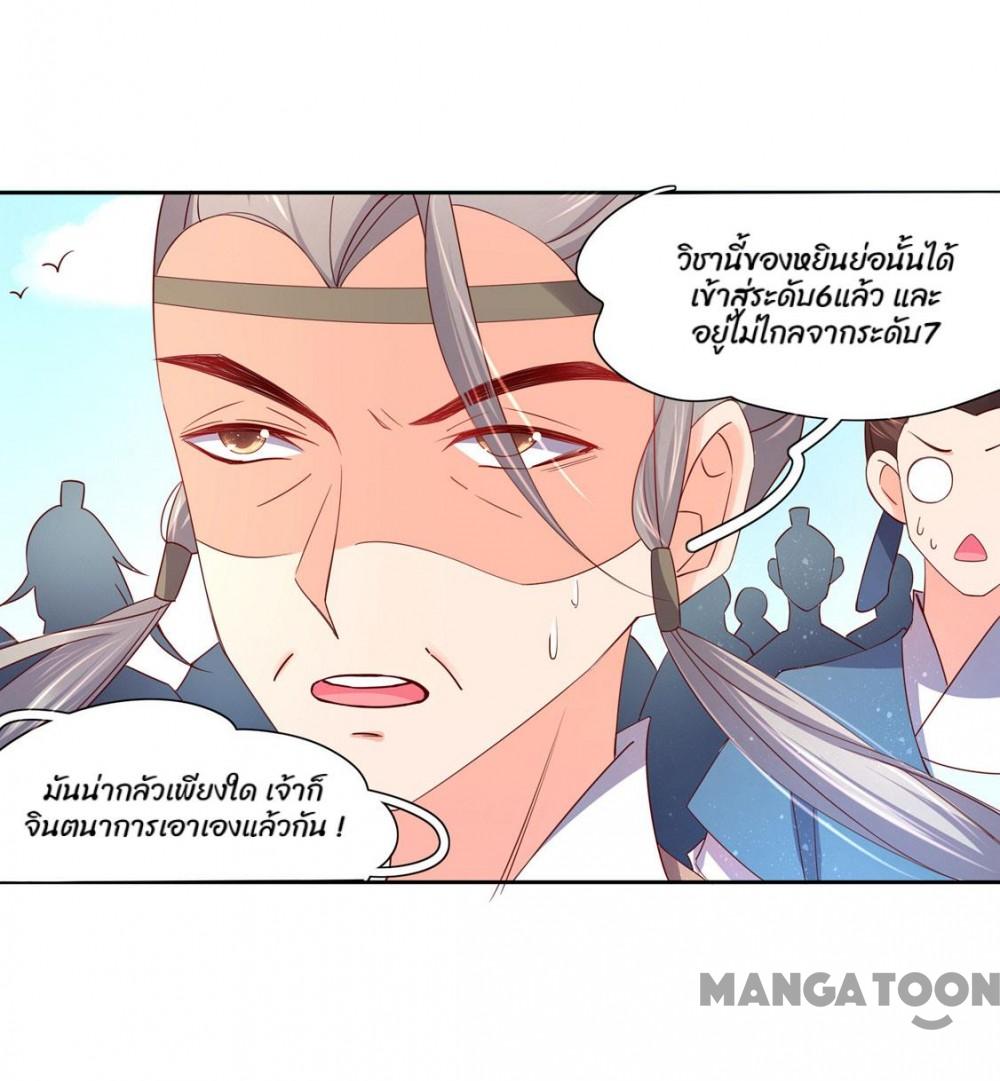 วิชานี้ของหยินย่อนั้นได้
เข้าสู่ระดับ6แล้ว และ
อยู่ไม่ไกลจากระดับ7
มันน่ากลัวเพียงใด เจ้าก็
จินตนาการเอาเองแล้วกัน !
MANGATOON